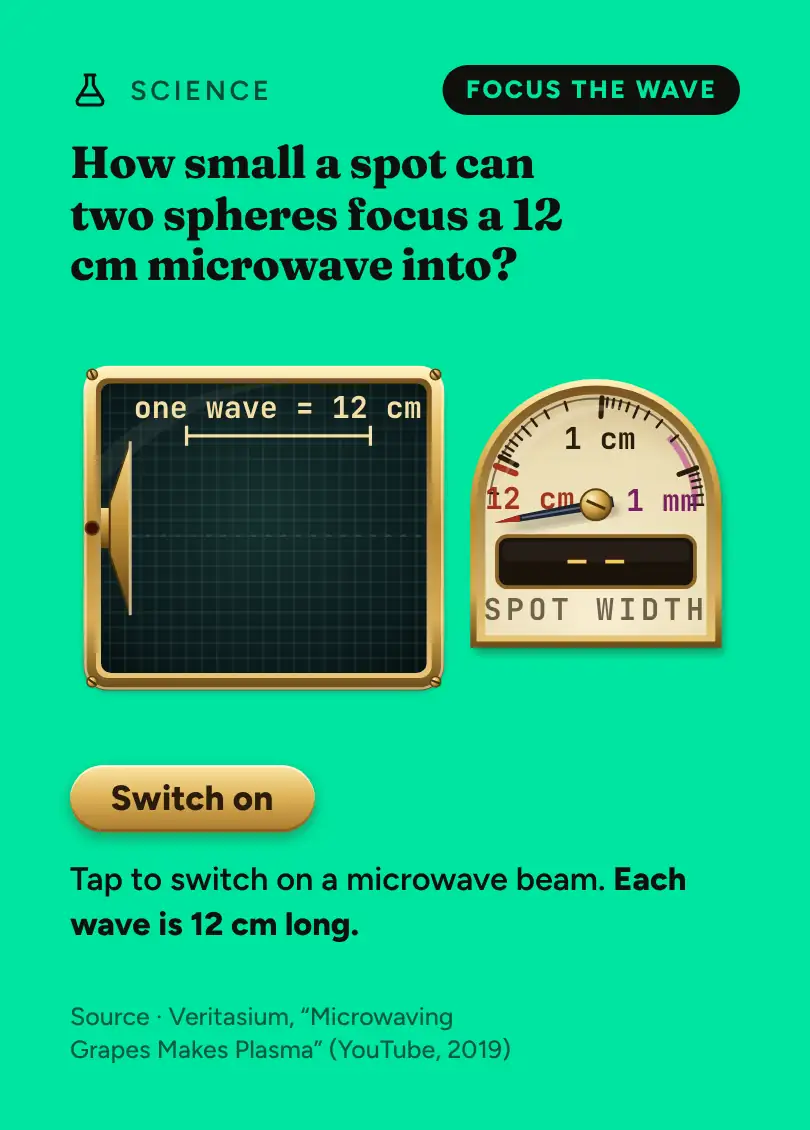 SCIENCE
FOCUS THE WAVE
How small a spot can
two spheres focus a 12
cm microwave into?
one wave = 12 cm
1 cm
12 cm
1 mm
– –
SPOT WIDTH
Switch on
Tap to switch on a microwave beam. Each
wave is 12 cm long.
Source · Veritasium, “Microwaving
Grapes Makes Plasma” (YouTube, 2019)